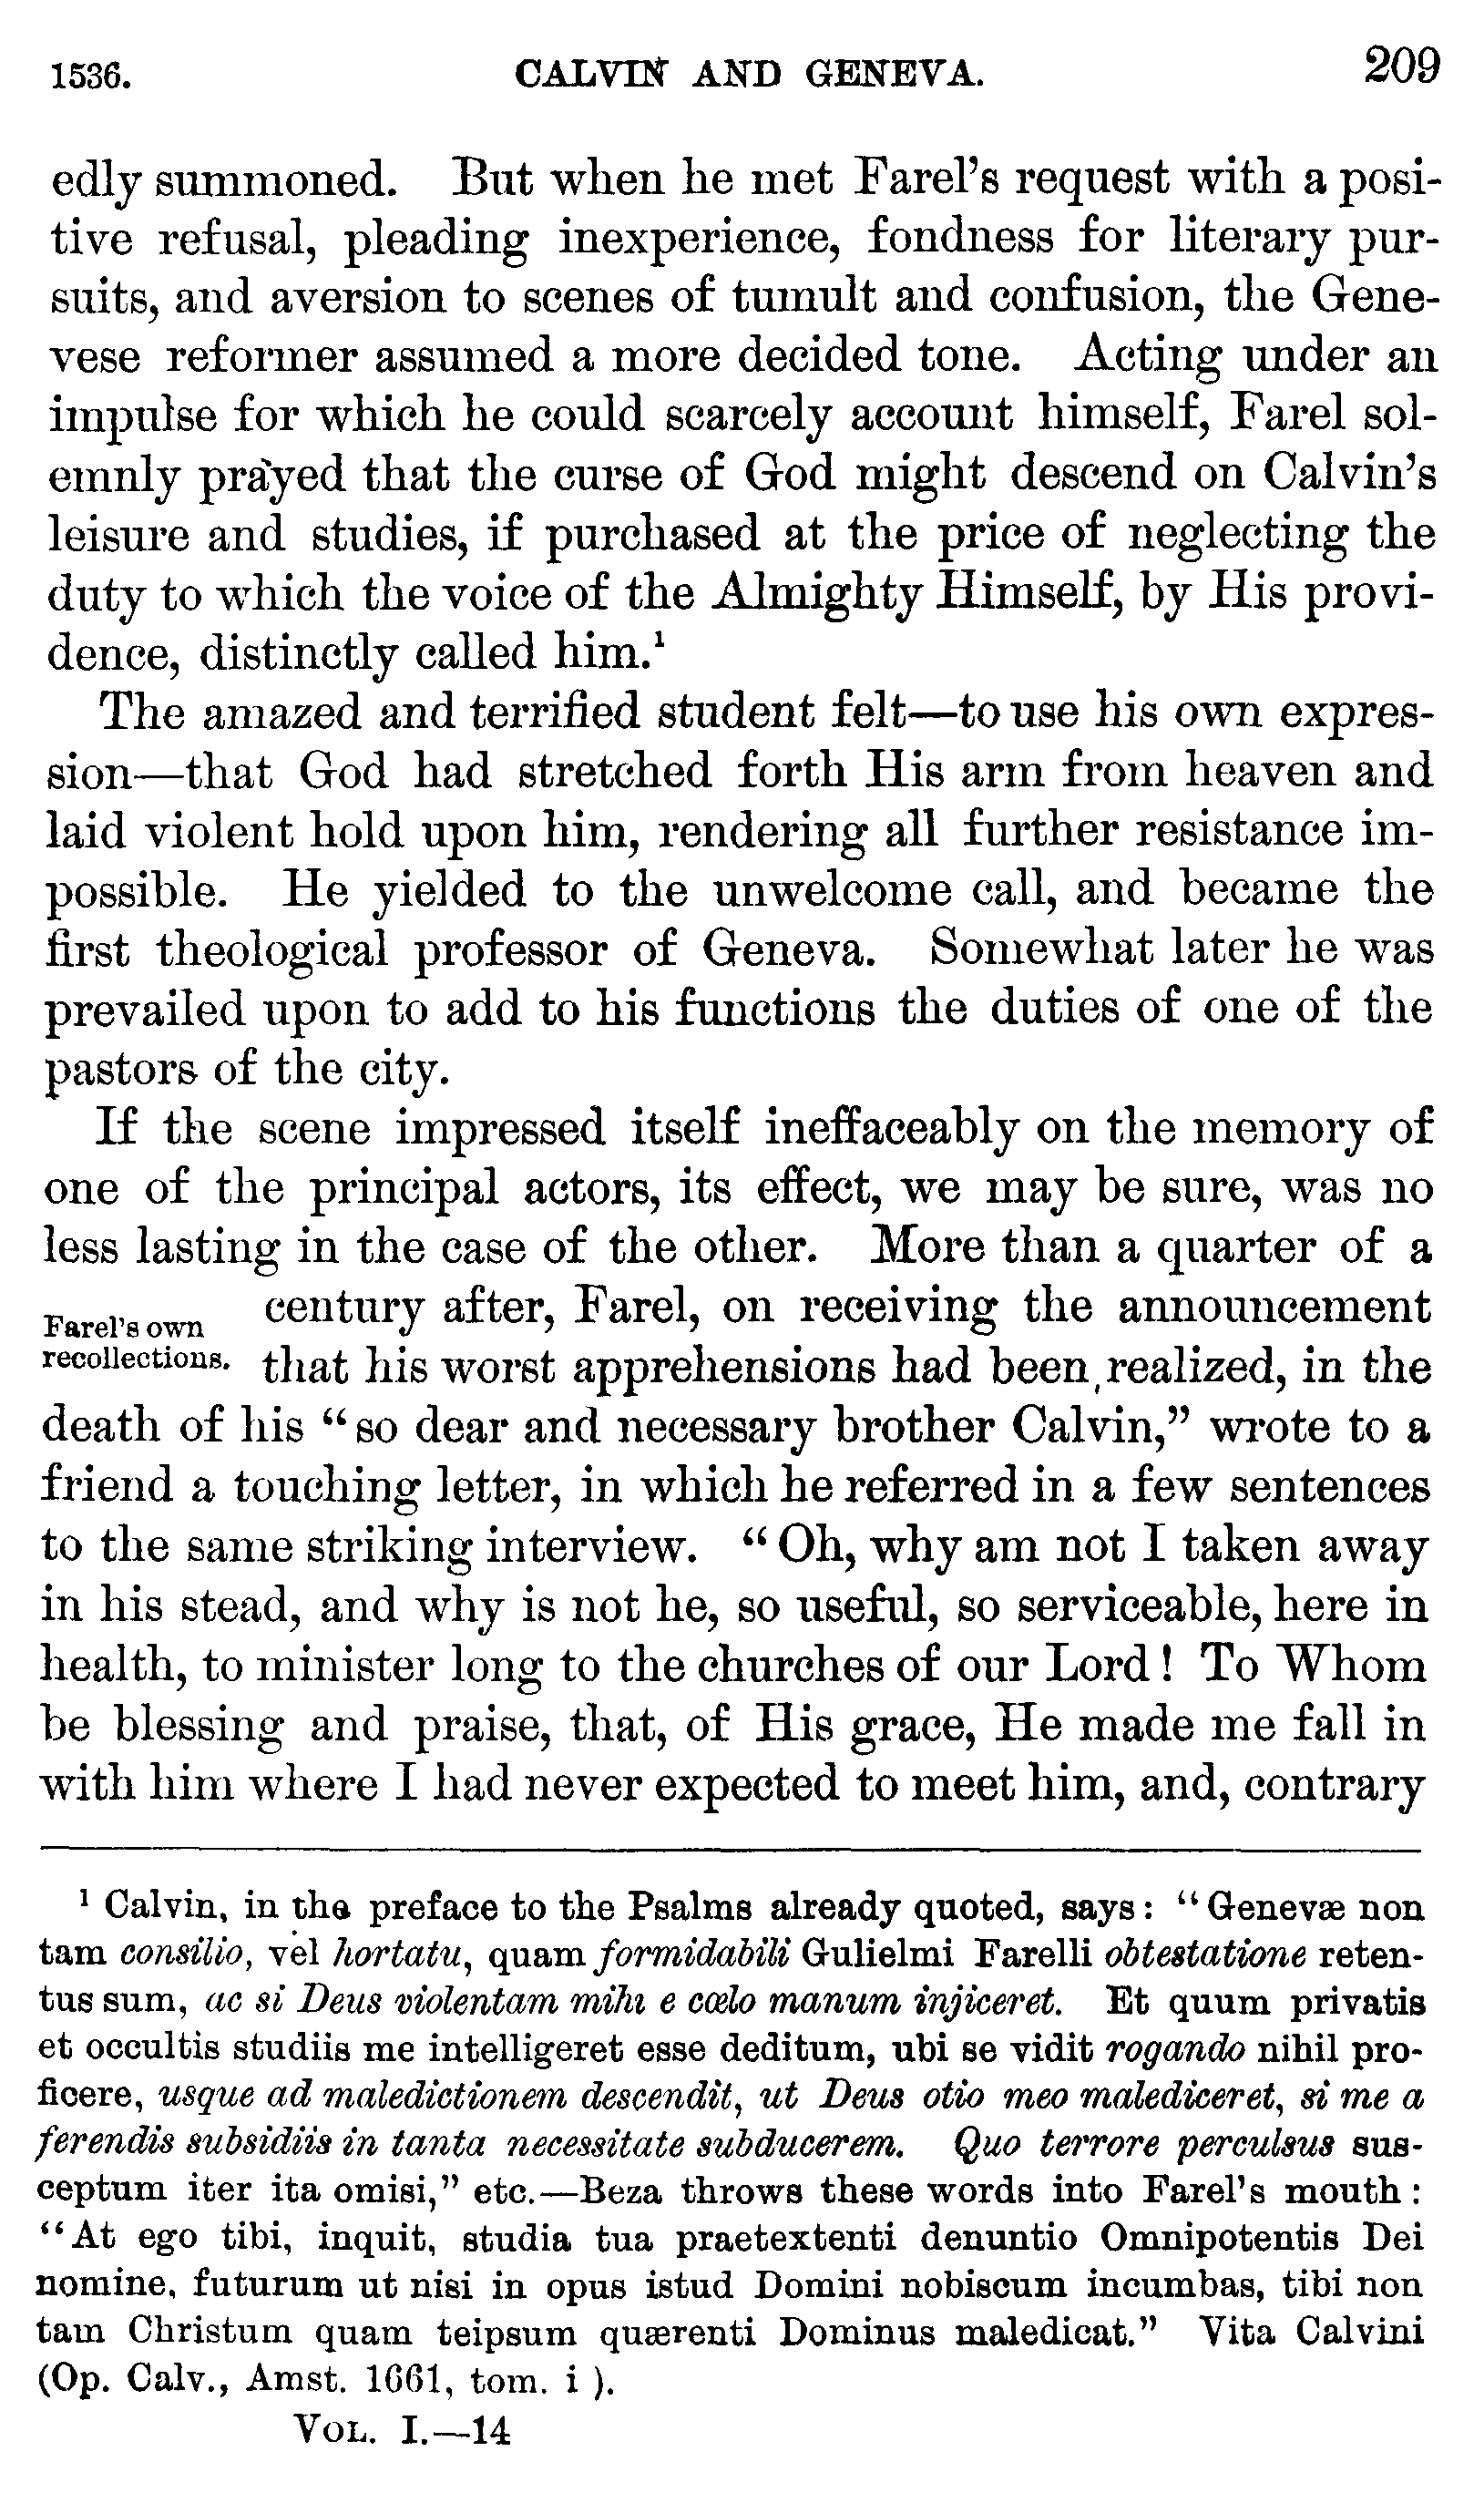 1536. CALVIN AND GENEVA. 209
edly summoned. But when he met Farel's request with a posi-
tive refusal, pleading inexperience, fondness for literary pur-
suits, and aversion to scenes of tumult and confusion, the Gene-
vese reformer assumed a more decided tone. Acting under an
impulse for which he could scarcely account himself, Farel sol-
emnly prayed that the curse of God might descend on Calvin's
leisure and studies, if purchased at the price of neglecting the
duty to which the voice of the Almighty Himself, by His provi-
dence, distinctly called him.¹
The amazed and terrified student felt—to use his own expres-
sion—that God had stretched forth His arm from heaven and
laid violent hold upon him, rendering all further resistance im-
possible. He yielded to the unwelcome call, and became the
first theological professor of Geneva. Somewhat later he was
prevailed upon to add to his functions the duties of one of the
pastors of the city.
If the scene impressed itself ineffaceably on the memory of
one of the principal actors, its effect, we may be sure, was no
less lasting in the case of the other. More than a quarter of a
Farel's own
recollections.
century after, Farel, on receiving the announcement
that his worst apprehensions had been realized, in the
death of his "so dear and necessary brother Calvin," wrote to a
friend a touching letter, in which he referred in a few sentences
to the same striking interview. "Oh, why am not I taken away
in his stead, and why is not he, so useful, so serviceable, here in
health, to minister long to the churches of our Lord! To Whom
be blessing and praise, that, of His grace, He made me fall in
with him where I had never expected to meet him, and, contrary
¹ Calvin, in the preface to the Psalms already quoted, says: "Genevæ non
tam consilio, vel hortatu, quam formidabili Gulielmi Farelli obtestatione reten-
tus sum, ac si Deus violentam mihi e cœlo manum injiceret. Et quum privatis
et occultis studiis me intelligeret esse deditum, ubi se vidit rogando nihil pro-
ficere, usque ad maledictionem descendit, ut Deus otio meo malediceret, si me a
ferendis subsidiis in tanta necessitate subducerem. Quo terrore perculsus sus-
ceptum iter ita omisi," etc.—Beza throws these words into Farel's mouth:
"At ego tibi, inquit, studia tua praetextenti denuntio Omnipotentis Dei
nomine, futurum ut nisi in opus istud Domini nobiscum incumbas, tibi non
tam Christum quam teipsum quærenti Dominus maledicat." Vita Calvini
(Op. Calv., Amst. 1661, tom. i ).
VOL. I.—14